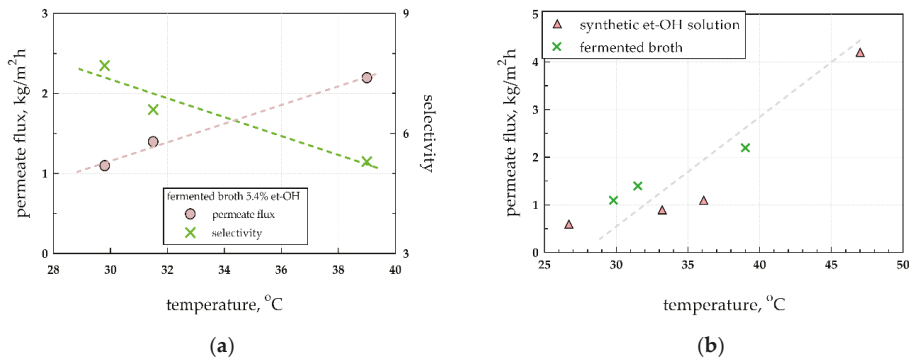 3
2
1
0
permeate flux, kg/m²h
9
6
3
selectivity
fermented broth 5.4% et-OH
permeate flux
selectivity
28 30 32 34 36 38 40
temperature, °C
(a)
5
4
3
2
1
0
permeate flux, kg/m²h
synthetic et-OH solution
fermented broth
25 30 35 40 45 50
temperature, °C
(b)